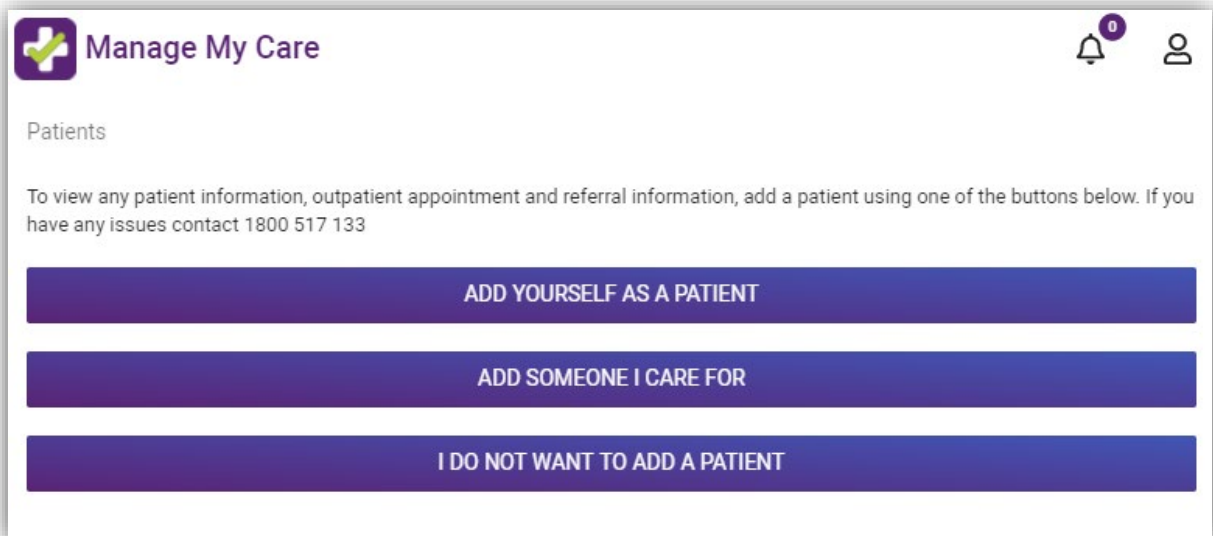 Manage My Care
0
Patients
To view any patient information, outpatient appointment and referral information, add a patient using one of the buttons below. If you
have any issues contact 1800 517 133
ADD YOURSELF AS A PATIENT
ADD SOMEONE I CARE FOR
I DO NOT WANT TO ADD A PATIENT